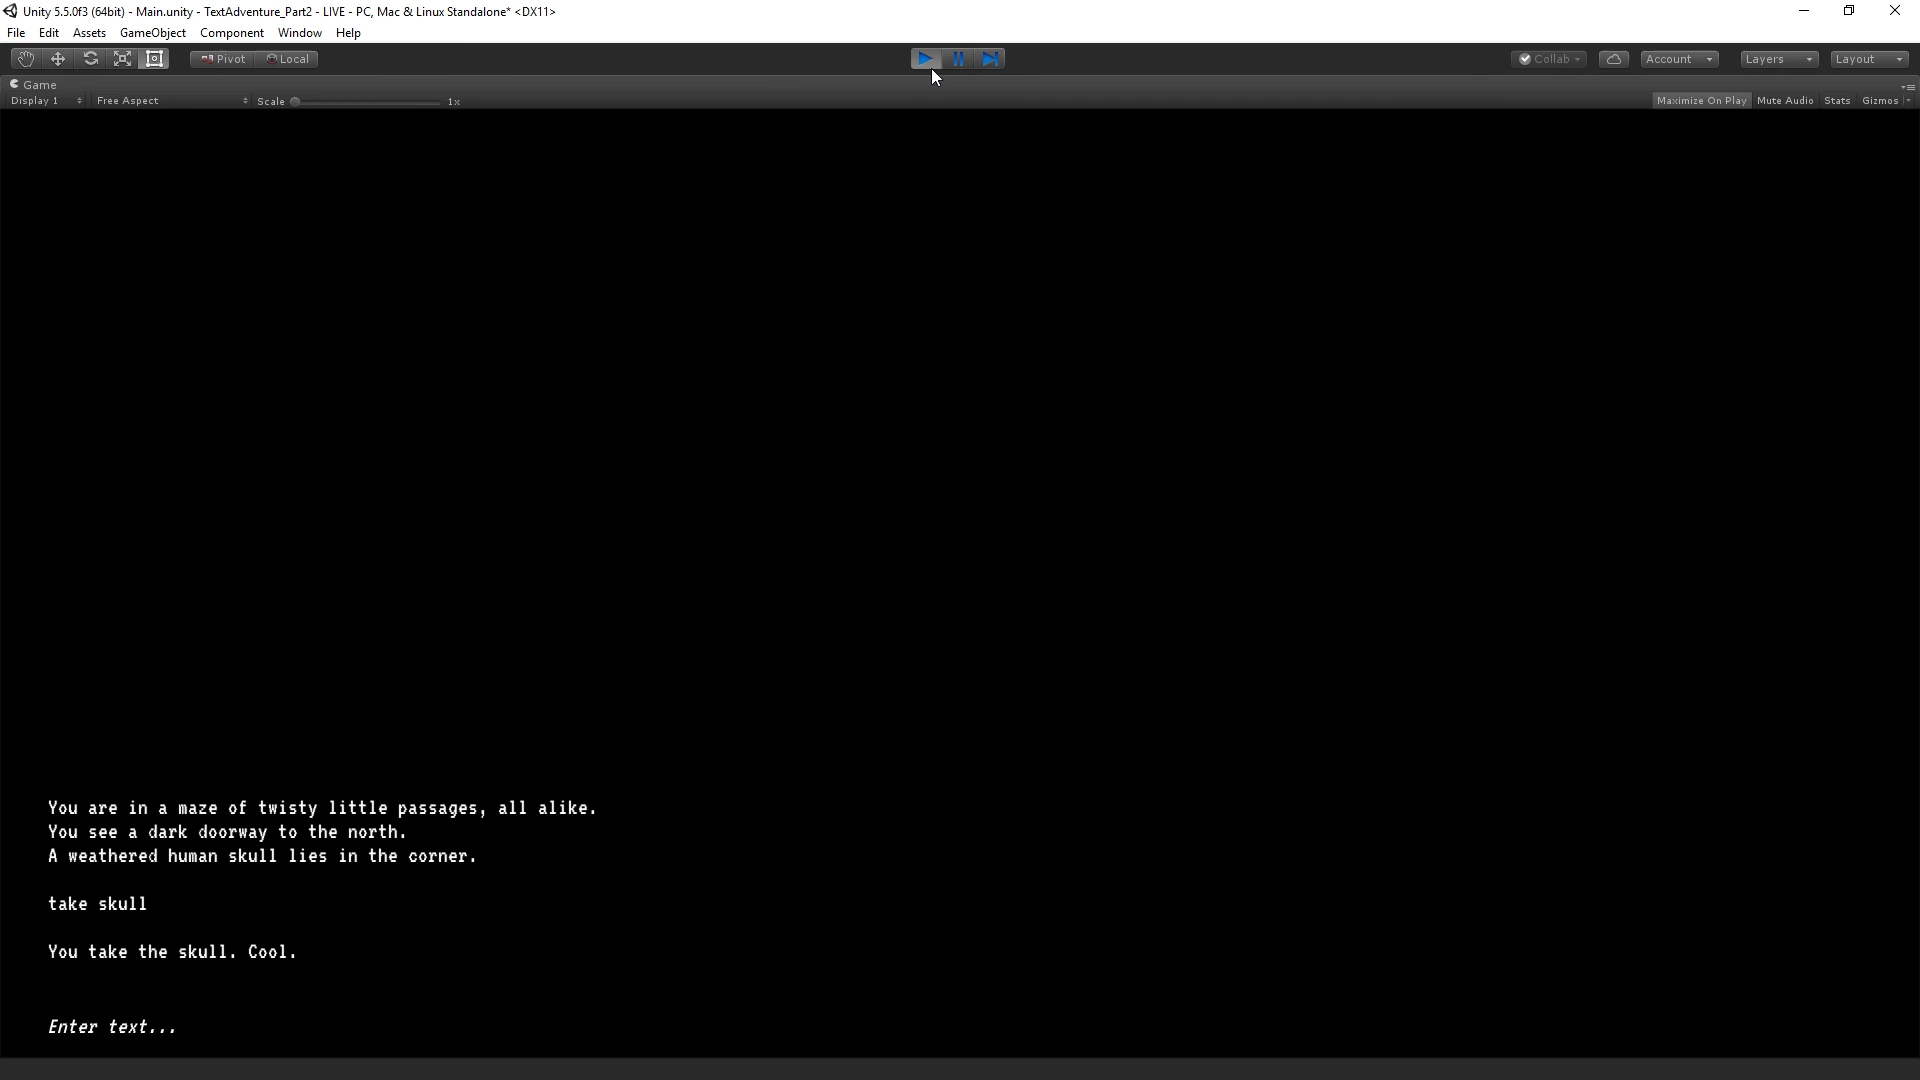 Unity 5.5.0f3 (64bit) - Main.unity - TextAdventure_Part2 - LIVE - PC, Mac & Linux Standalone* <DX11>
File Edit Assets GameObject Component Window Help
Pivot Local Collab Account Layers Layout
Game
Display 1 Free Aspect Scale 1x Maximize On Play Mute Audio Stats Gizmos
You are in a maze of twisty little passages, all alike.
You see a dark doorway to the north.
A weathered human skull lies in the corner.
take skull
You take the skull. Cool.
Enter text...